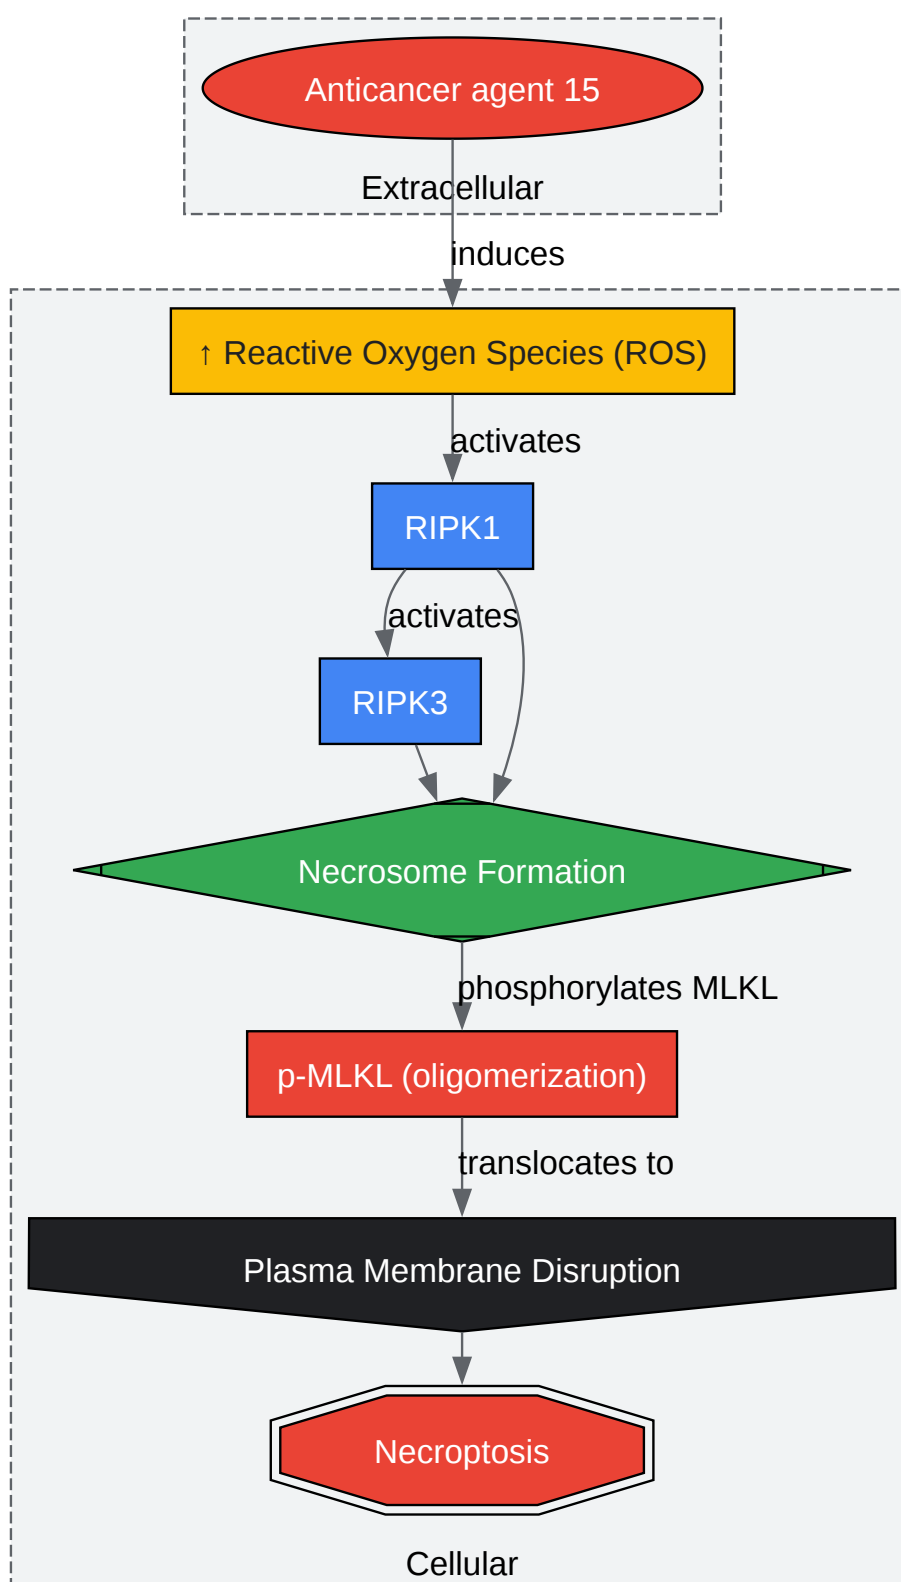 Anticancer agent 15
Extracellular
induces
↑ Reactive Oxygen Species (ROS)
activates
RIPK1
activates
RIPK3
Necrosome Formation
phosphorylates MLKL
p-MLKL (oligomerization)
translocates to
Plasma Membrane Disruption
Necroptosis
Cellular